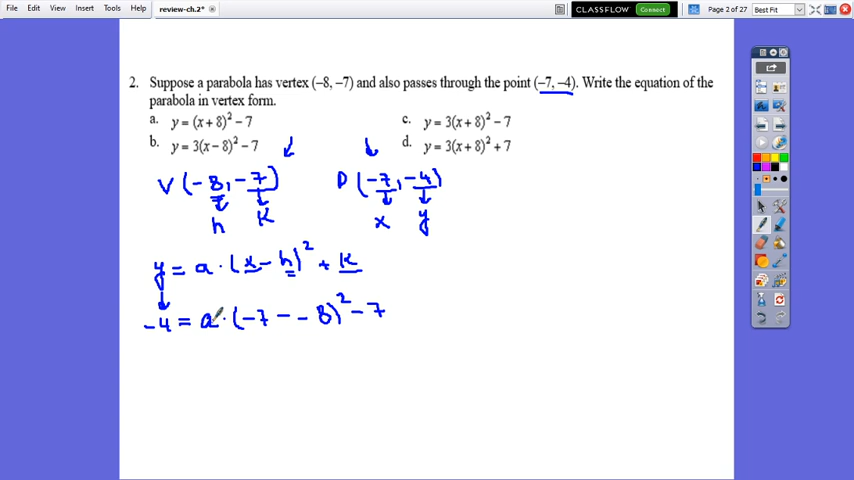 File Edit View Insert Tools Help review-ch.2* CLASSFLOW Connect Page 2 of 27 Best Fit
2. Suppose a parabola has vertex (–8, –7) and also passes through the point (–7, –4). Write the equation of the
parabola in vertex form.
a. y = (x + 8)² – 7 c. y = 3(x + 8)² – 7
b. y = 3(x – 8)² – 7 d. y = 3(x + 8)² + 7
V (-8, -7) P (-7, -4)
h K x y
y = a · (x - h)² + k
-4 = a · (-7 - - 8)² - 7